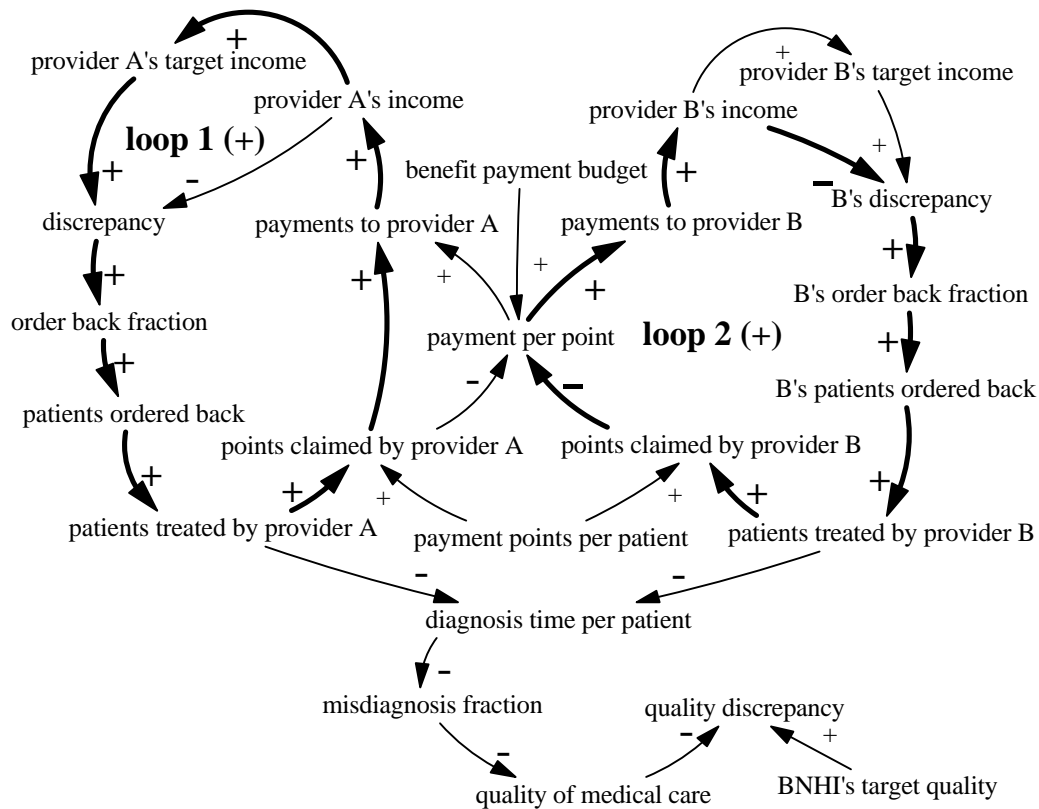 +
+
provider A's target income
provider B's target income
provider A's income
provider B's income
loop 1 (+)
+
+
-
+
benefit payment budget
+
–
B's discrepancy
discrepancy
payments to provider A
payments to provider B
+
+
+
+
+
+
B's order back fraction
order back fraction
payment per point
loop 2 (+)
+
+
-
–
B's patients ordered back
patients ordered back
points claimed by provider A
points claimed by provider B
+
+
+
+
+
+
patients treated by provider A
payment points per patient
patients treated by provider B
-
-
diagnosis time per patient
-
misdiagnosis fraction
quality discrepancy
-
-
+
quality of medical care
BNHI's target quality